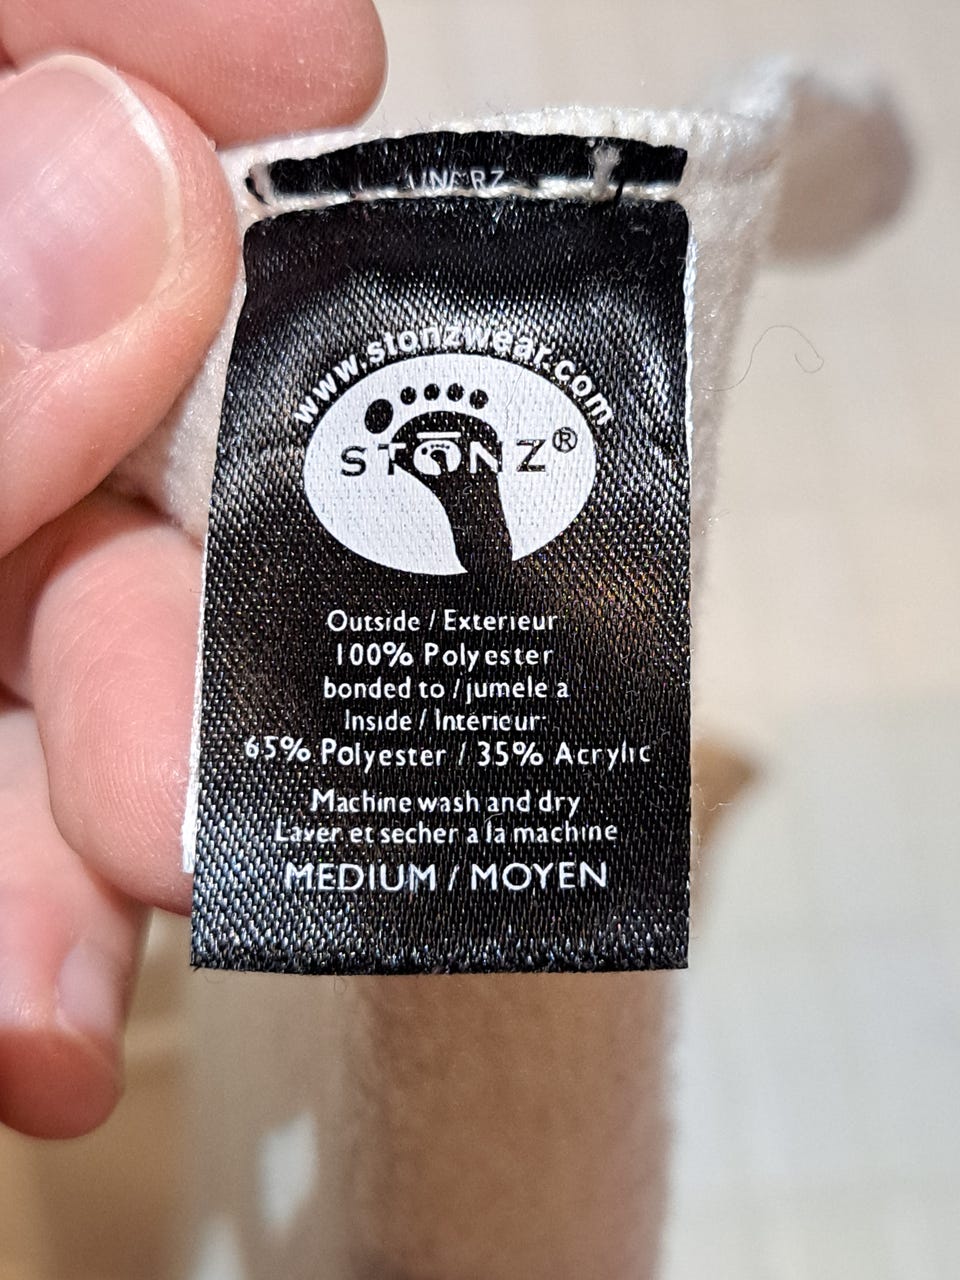 LINERZ
www.stonzwear.com
STONZ®
Outside / Exterieur
100% Polyester
bonded to / jumele a
Inside / Interieur:
65% Polyester / 35% Acrylic
Machine wash and dry
Laver et secher a la machine
MEDIUM / MOYEN